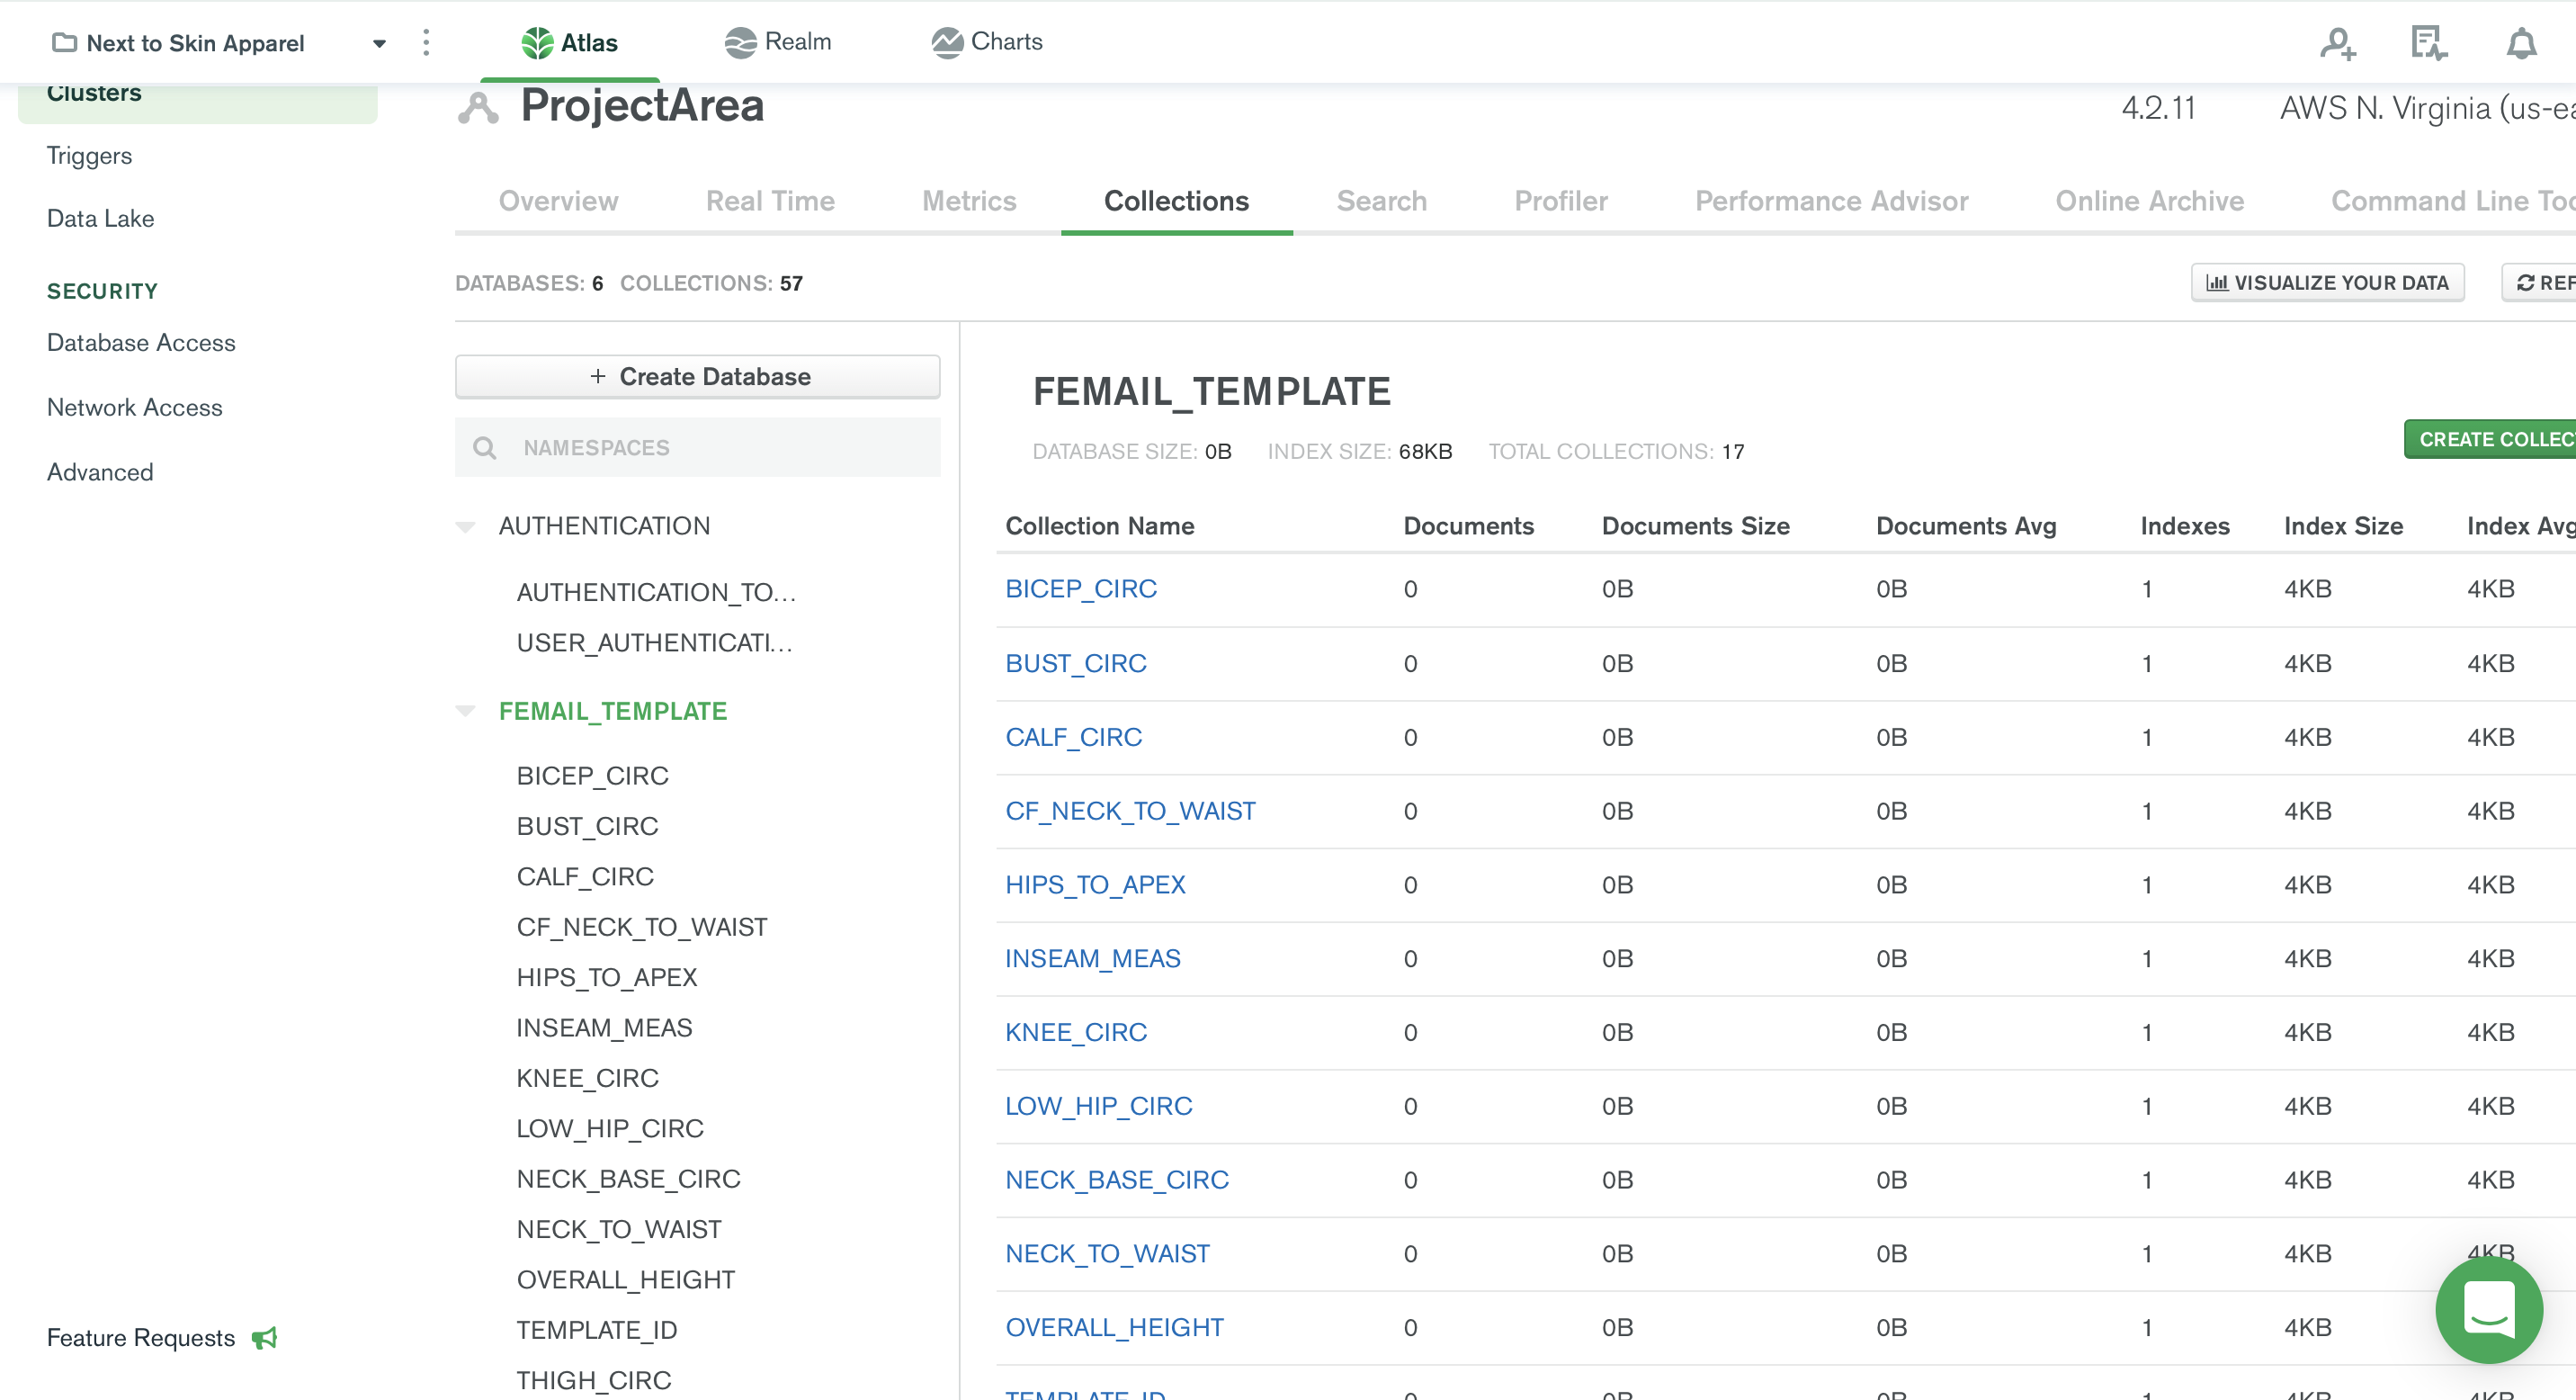 Next to Skin Apparel
Atlas
Realm
Charts
Clusters
Triggers
Data Lake
SECURITY
Database Access
Network Access
Advanced
Feature Requests
ProjectArea
4.2.11
AWS N. Virginia (us-ea
Overview Real Time Metrics Collections Search Profiler Performance Advisor Online Archive Command Line Too
DATABASES: 6 COLLECTIONS: 57
VISUALIZE YOUR DATA
REF
+ Create Database
NAMESPACES
AUTHENTICATION
AUTHENTICATION_TO...
USER_AUTHENTICATI...
FEMAIL_TEMPLATE
BICEP_CIRC
BUST_CIRC
CALF_CIRC
CF_NECK_TO_WAIST
HIPS_TO_APEX
INSEAM_MEAS
KNEE_CIRC
LOW_HIP_CIRC
NECK_BASE_CIRC
NECK_TO_WAIST
OVERALL_HEIGHT
TEMPLATE_ID
THIGH_CIRC
FEMAIL_TEMPLATE
DATABASE SIZE: 0B INDEX SIZE: 68KB TOTAL COLLECTIONS: 17
CREATE COLLEC
Collection Name Documents Documents Size Documents Avg Indexes Index Size Index Avg
BICEP_CIRC 0 0B 0B 1 4KB 4KB
BUST_CIRC 0 0B 0B 1 4KB 4KB
CALF_CIRC 0 0B 0B 1 4KB 4KB
CF_NECK_TO_WAIST 0 0B 0B 1 4KB 4KB
HIPS_TO_APEX 0 0B 0B 1 4KB 4KB
INSEAM_MEAS 0 0B 0B 1 4KB 4KB
KNEE_CIRC 0 0B 0B 1 4KB 4KB
LOW_HIP_CIRC 0 0B 0B 1 4KB 4KB
NECK_BASE_CIRC 0 0B 0B 1 4KB 4KB
NECK_TO_WAIST 0 0B 0B 1 4KB 4KB
OVERALL_HEIGHT 0 0B 0B 1 4KB
TEMPLATE_ID 0 0B 0B 1 4KB 4KB